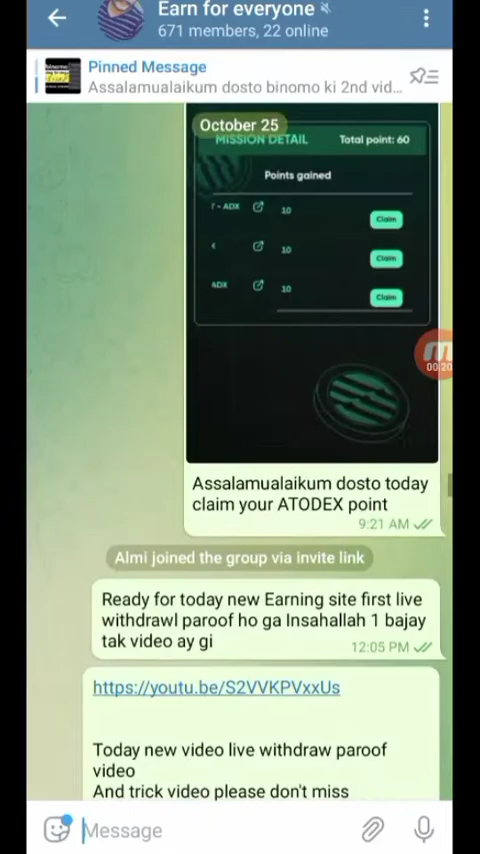 Earn for everyone
671 members, 22 online
Pinned Message
Assalamualaikum dosto binomo ki 2nd vid...
October 25
MISSION DETAIL Total point: 60
Points gained
- ADX 10 Claim
10 Claim
ADX 10 Claim
00:20
Assalamualaikum dosto today
claim your ATODEX point
9:21 AM
Almi joined the group via invite link
Ready for today new Earning site first live
withdrawl paroof ho ga Insahallah 1 bajay
tak video ay gi
12:05 PM
https://youtu.be/S2VVKPVxxUs
Today new video live withdraw paroof
video
And trick video please don't miss
Message